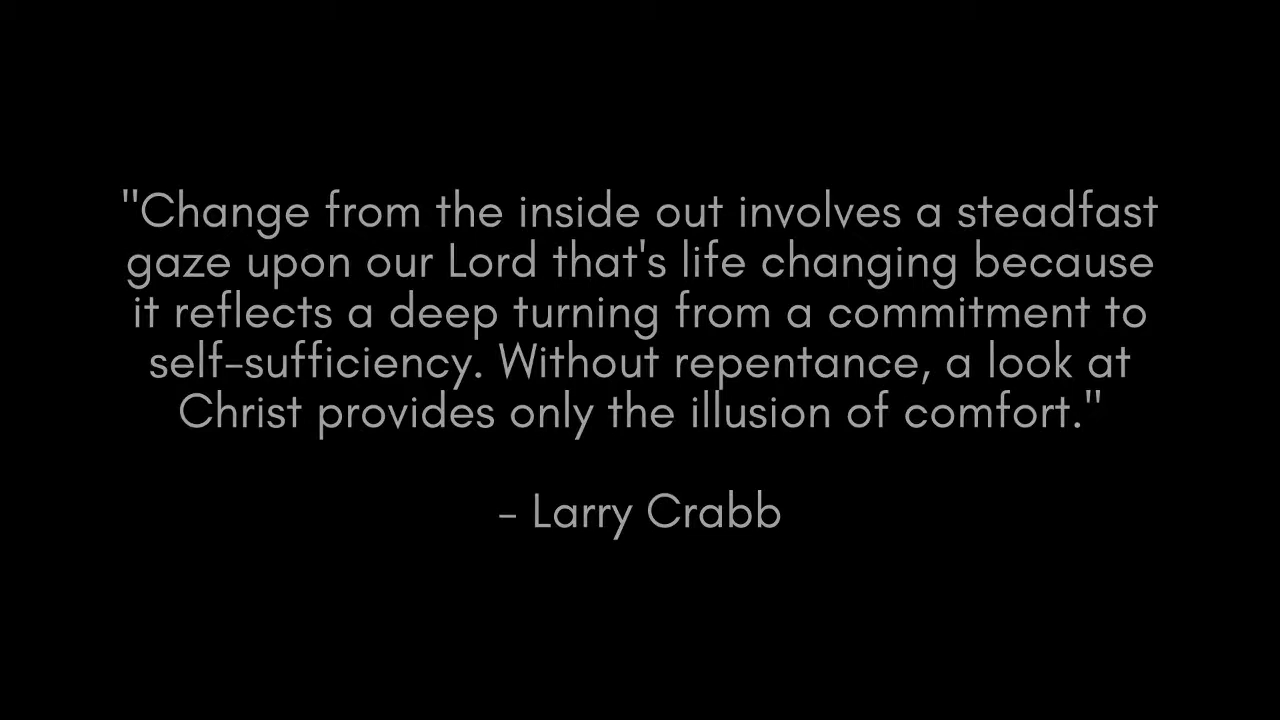 "Change from the inside out involves a steadfast
gaze upon our Lord that's life changing because
it reflects a deep turning from a commitment to
self-sufficiency. Without repentance, a look at
Christ provides only the illusion of comfort."
- Larry Crabb